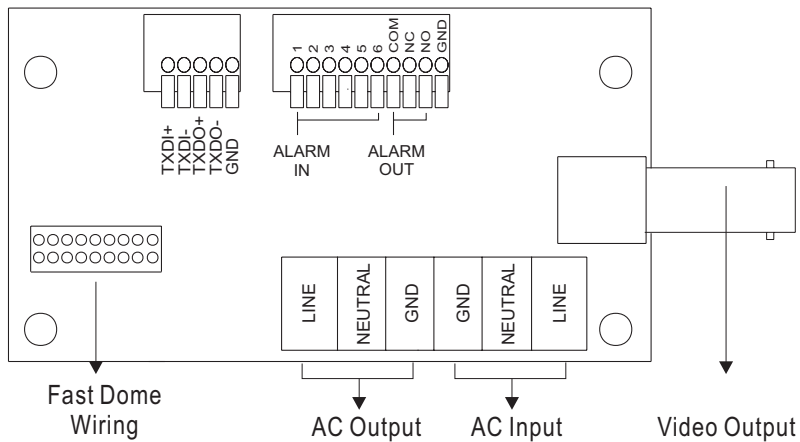 1 2 3 4 5 6 COM NC NO GND
TXDI+
TXDI-
TXDO+
TXDO-
GND
ALARM
IN
ALARM
OUT
LINE NEUTRAL GND GND NEUTRAL LINE
Fast Dome
Wiring
AC Output
AC Input
Video Output